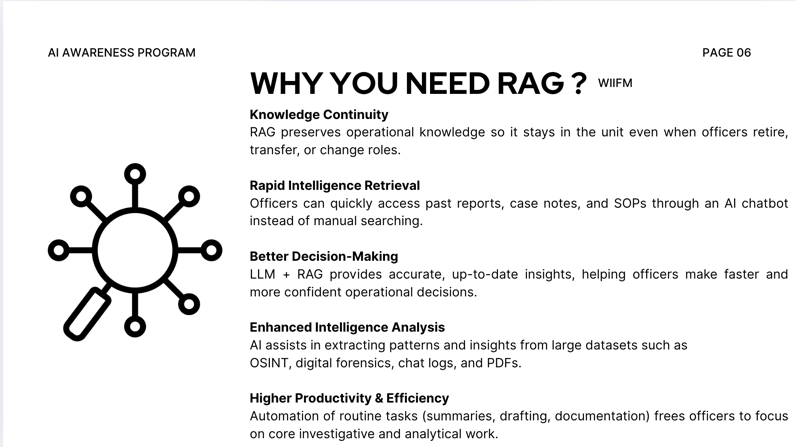 AI AWARENESS PROGRAM
PAGE 06
WHY YOU NEED RAG ? WIIFM
Knowledge Continuity
RAG preserves operational knowledge so it stays in the unit even when officers retire,
transfer, or change roles.
Rapid Intelligence Retrieval
Officers can quickly access past reports, case notes, and SOPs through an AI chatbot
instead of manual searching.
Better Decision-Making
LLM + RAG provides accurate, up-to-date insights, helping officers make faster and
more confident operational decisions.
Enhanced Intelligence Analysis
AI assists in extracting patterns and insights from large datasets such as
OSINT, digital forensics, chat logs, and PDFs.
Higher Productivity & Efficiency
Automation of routine tasks (summaries, drafting, documentation) frees officers to focus
on core investigative and analytical work.